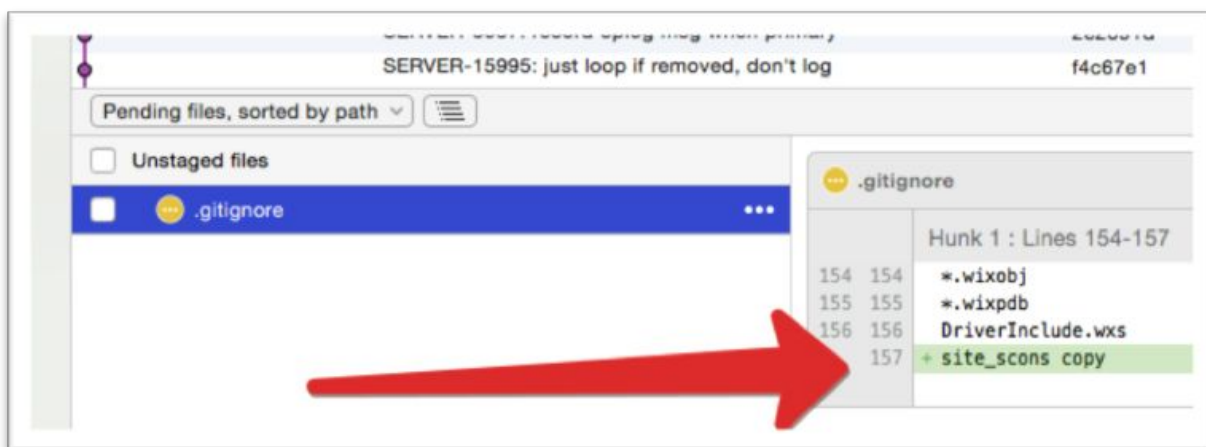 SERVER-15995: just loop if removed, don't log f4c67e1
Pending files, sorted by path
Unstaged files
.gitignore
.gitignore
Hunk 1 : Lines 154-157
154 154 *.wixobj
155 155 *.wixpdb
156 156 DriverInclude.wxs
157 + site_scons copy